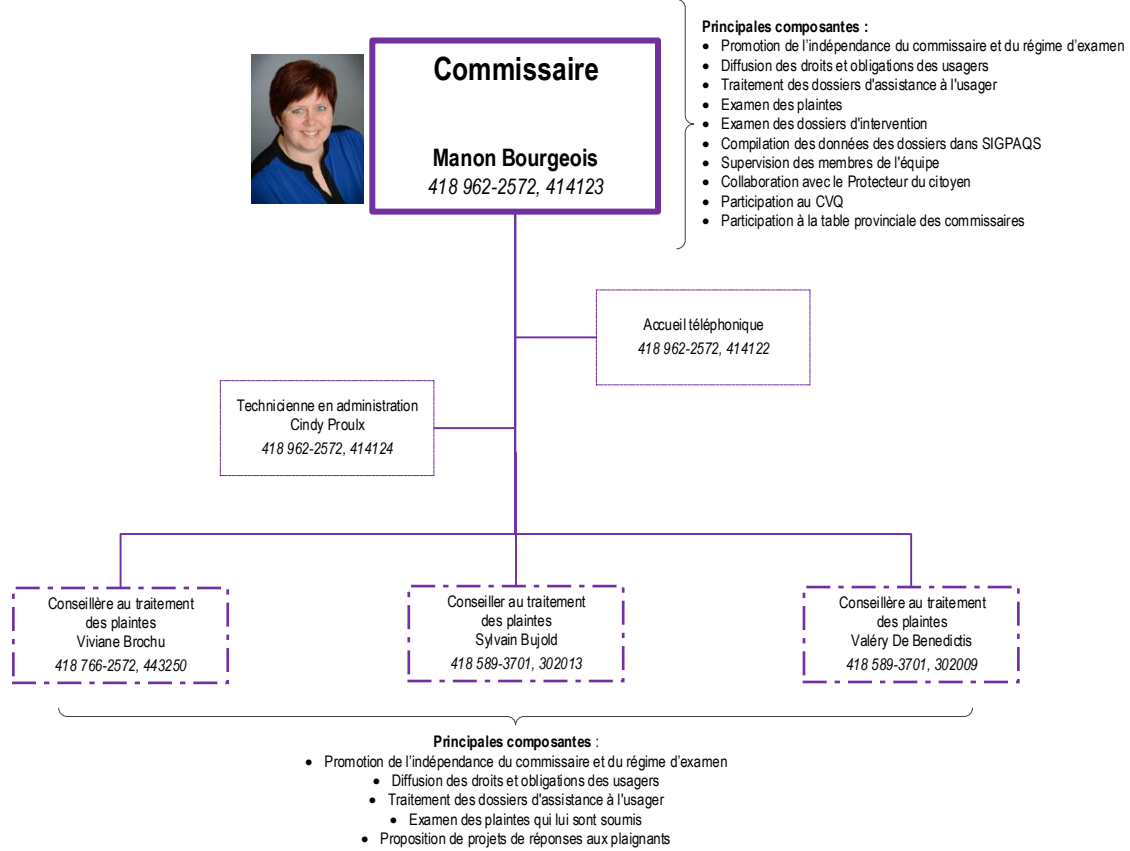 Commissaire
Manon Bourgeois
418 962-2572, 414123
Principales composantes :
• Promotion de l'indépendance du commissaire et du régime d'examen
• Diffusion des droits et obligations des usagers
• Traitement des dossiers d'assistance à l'usager
• Examen des plaintes
• Examen des dossiers d'intervention
• Compilation des données des dossiers dans SIGPAQS
• Supervision des membres de l'équipe
• Collaboration avec le Protecteur du citoyen
• Participation au CVQ
• Participation à la table provinciale des commissaires
Accueil téléphonique
418 962-2572, 414122
Technicienne en administration
Cindy Proulx
418 962-2572, 414124
Conseillère au traitement
des plaintes
Viviane Brochu
418 766-2572, 443250
Conseiller au traitement
des plaintes
Sylvain Bujold
418 589-3701, 302013
Conseillère au traitement
des plaintes
Valéry De Benedictis
418 589-3701, 302009
Principales composantes :
• Promotion de l'indépendance du commissaire et du régime d'examen
• Diffusion des droits et obligations des usagers
• Traitement des dossiers d'assistance à l'usager
• Examen des plaintes qui lui sont soumis
• Proposition de projets de réponses aux plaignants